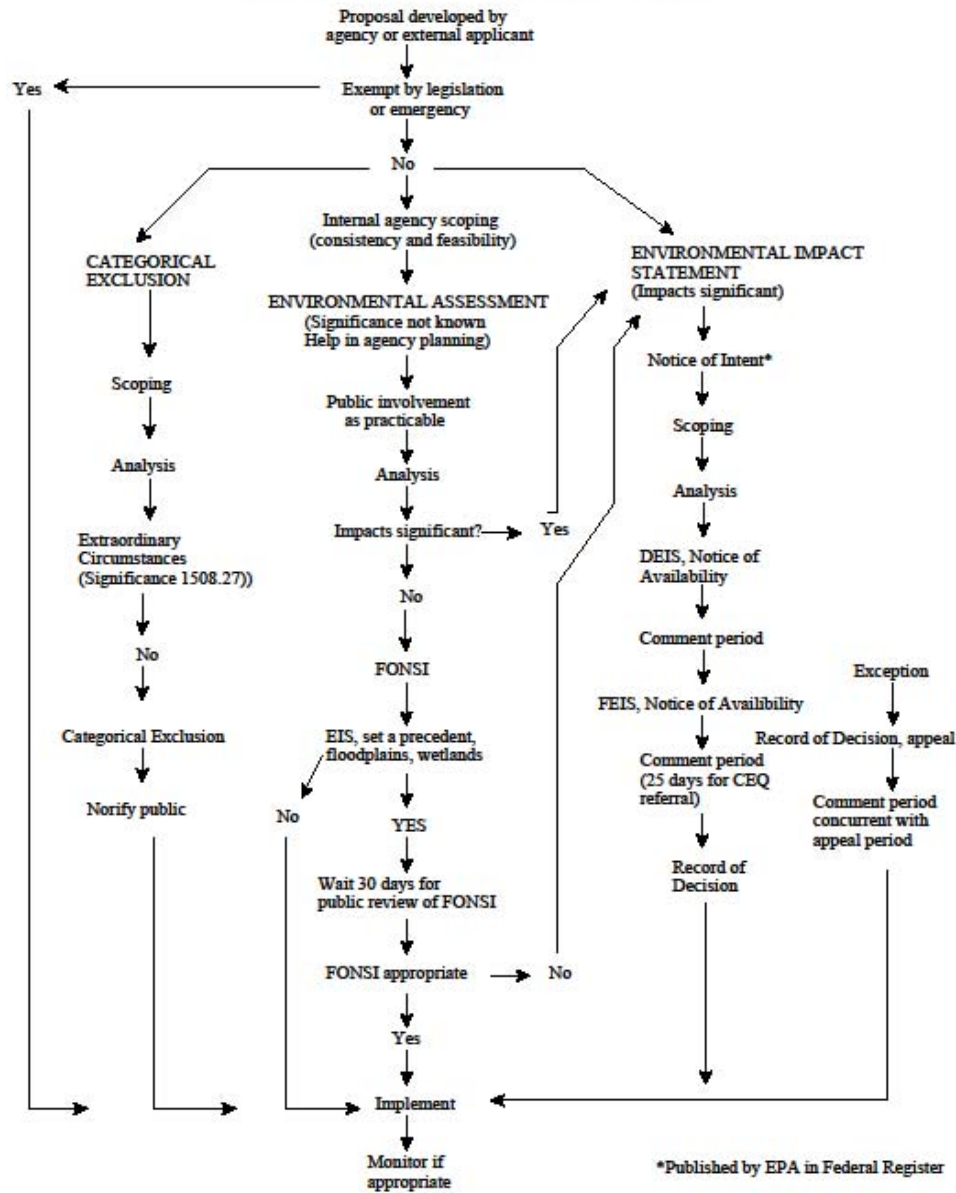 Proposal developed by
agency or external applicant
Yes
Exempt by legislation
or emergency
No
Internal agency scoping
(consistency and feasibility)
CATEGORICAL
EXCLUSION
ENVIRONMENTAL IMPACT
STATEMENT
(Impacts significant)
ENVIRONMENTAL ASSESSMENT
(Significance not known
Help in agency planning)
Notice of Intent*
Scoping
Public involvement
as practicable
Scoping
Analysis
Analysis
Analysis
Impacts significant?
Yes
Extraordinary
Circumstances
(Significance 1508.27))
DEIS, Notice of
Availability
No
Comment period
No
FONSI
Exception
FEIS, Notice of Availibility
Categorical Exclusion
EIS, set a precedent,
floodplains, wetlands
Record of Decision, appeal
Comment period
(25 days for CEQ
referral)
Norify public
No
YES
Comment period
concurrent with
appeal period
Record of
Decision
Wait 30 days for
public review of FONSI
FONSI appropriate
No
Yes
Implement
Monitor if
appropriate
*Published by EPA in Federal Register